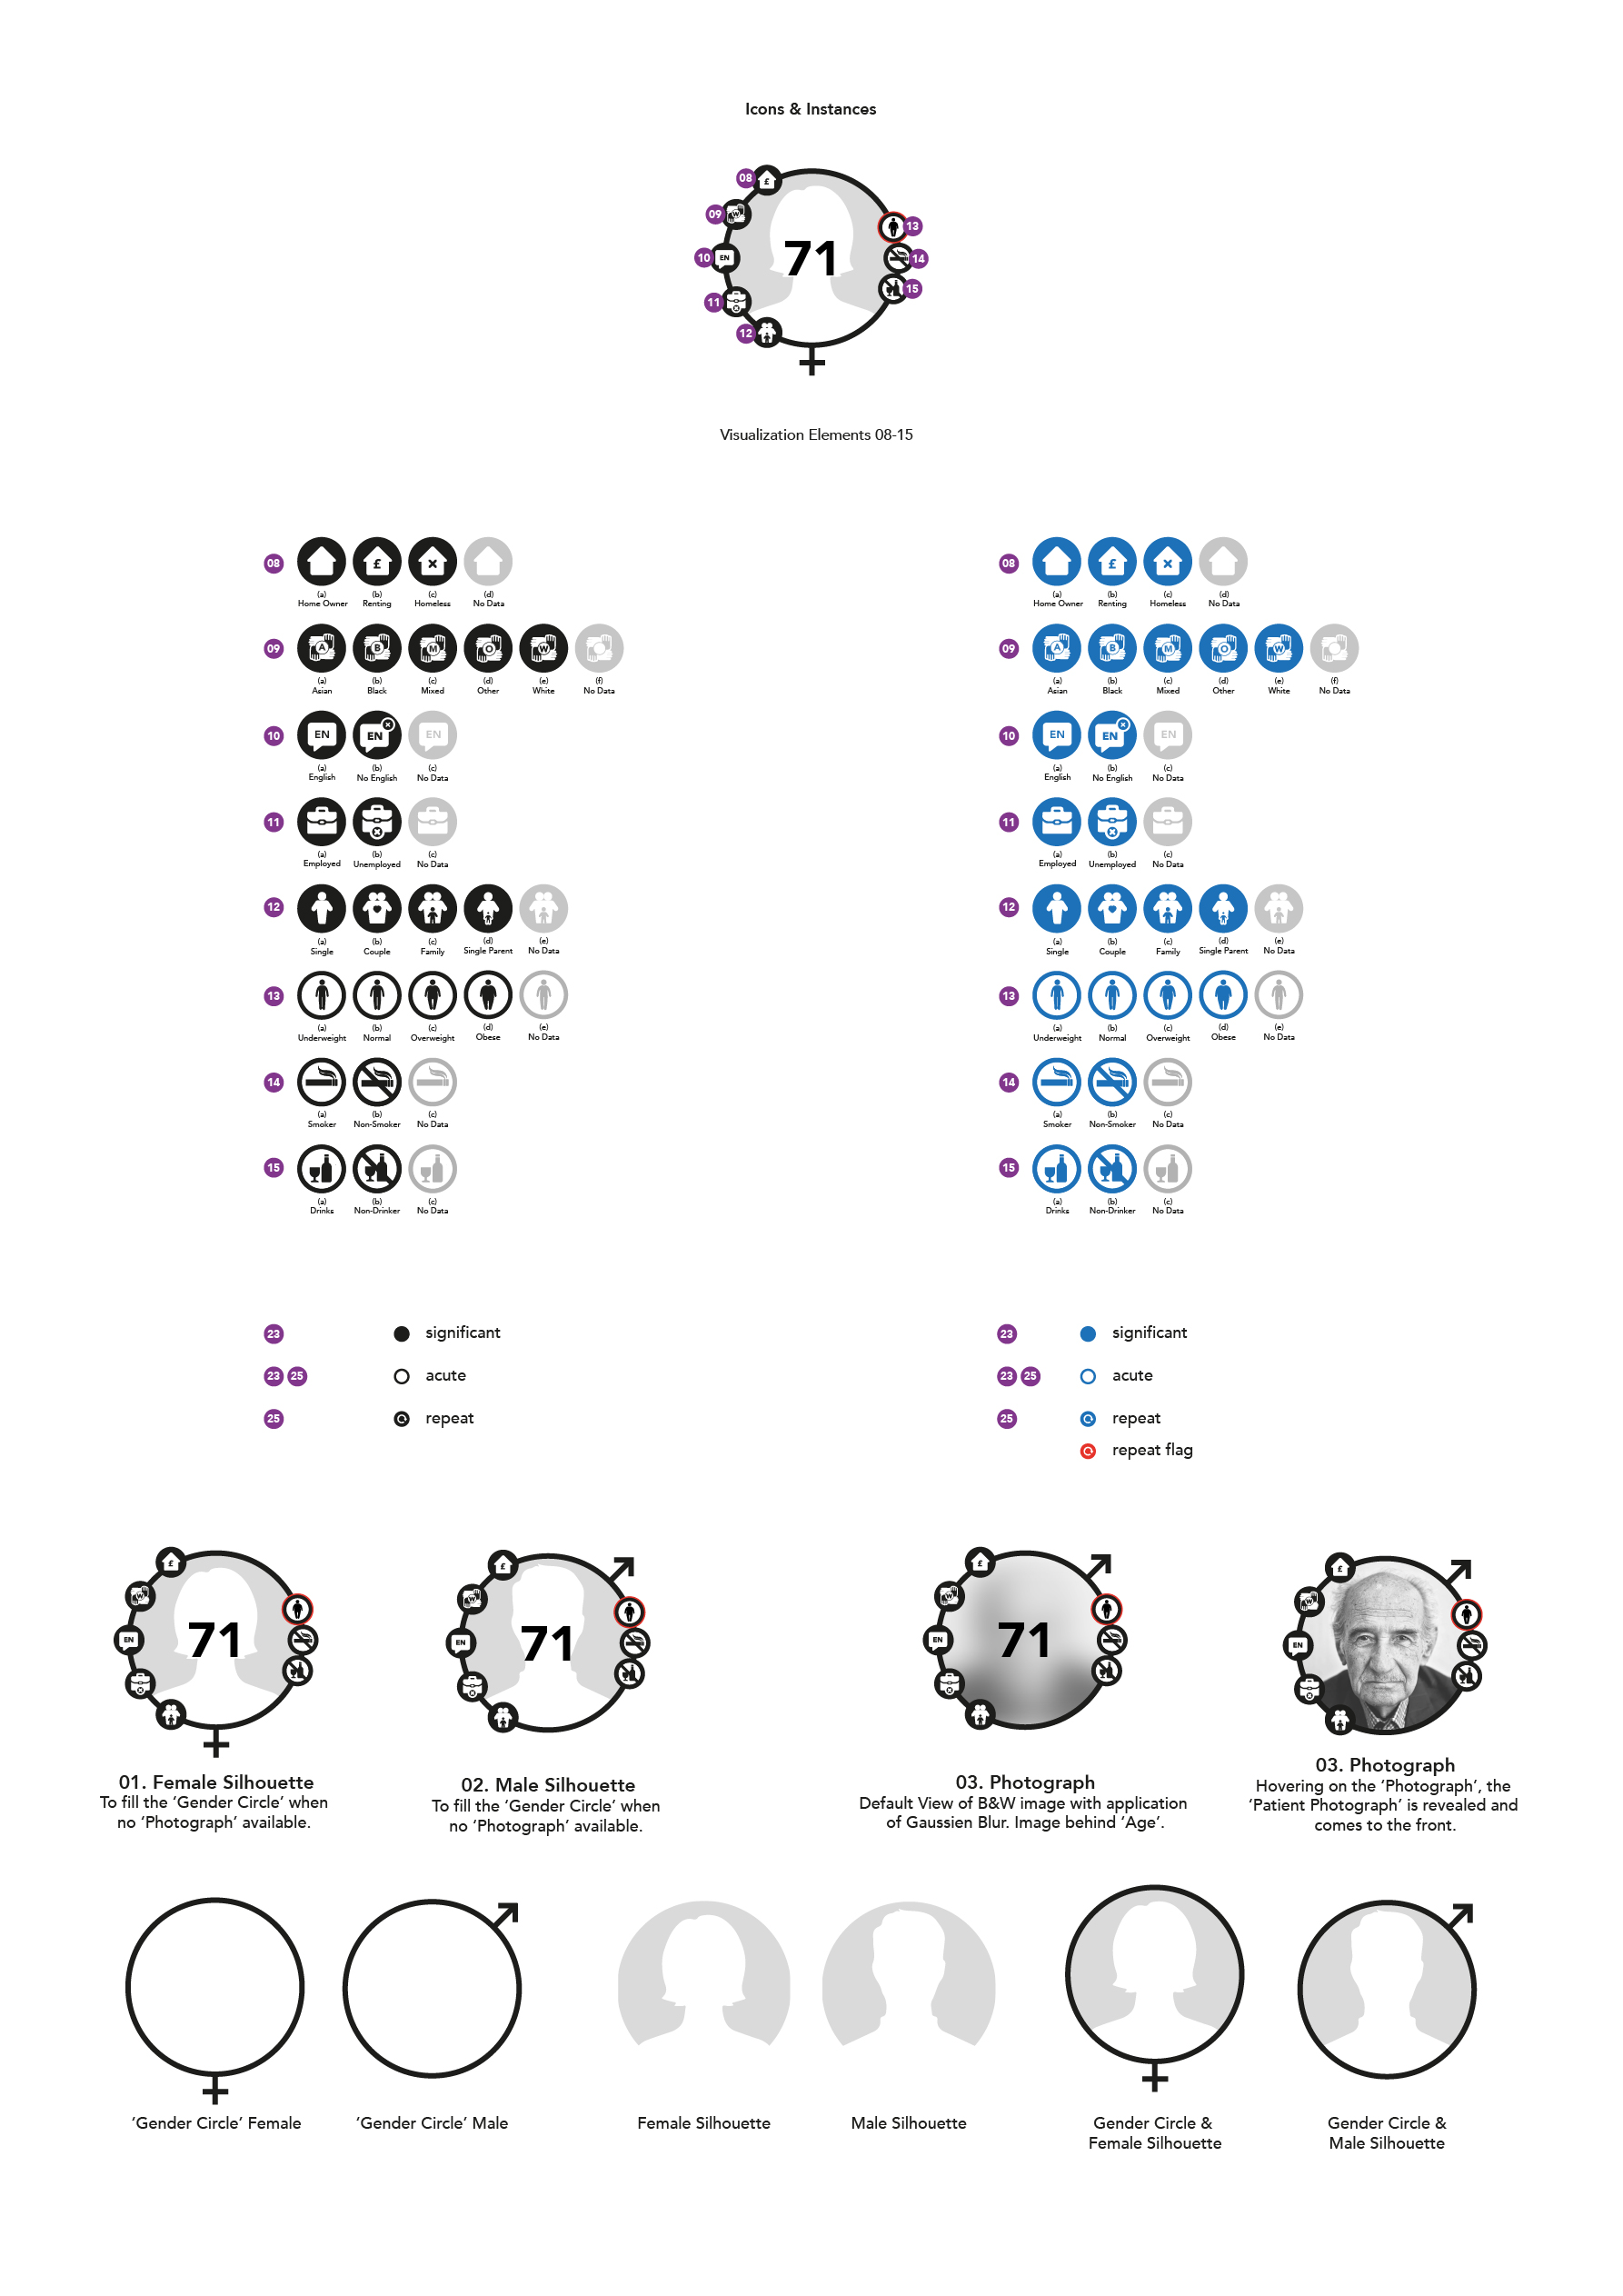 Icons & Instances
08 £
09 W
10 EN
11
12
71
13
14
15
Visualization Elements 08-15
08 £
(a) (b) (c) (d)
Home Owner Renting Homeless No Data
09 A B M O W
(a) (b) (c) (d) (e) (f)
Asian Black Mixed Other White No Data
10 EN EN EN
(a) (b) (c)
English No English No Data
11
(a) (b) (c)
Employed Unemployed No Data
12
(a) (b) (c) (d) (e)
Single Couple Family Single Parent No Data
13
(a) (b) (c) (d) (e)
Underweight Normal Overweight Obese No Data
14
(a) (b) (c)
Smoker Non-Smoker No Data
15
(a) (b) (c)
Drinks Non-Drinker No Data
08 £
(a) (b) (c) (d)
Home Owner Renting Homeless No Data
09 A B M O W
(a) (b) (c) (d) (e) (f)
Asian Black Mixed Other White No Data
10 EN EN EN
(a) (b) (c)
English No English No Data
11
(a) (b) (c)
Employed Unemployed No Data
12
(a) (b) (c) (d) (e)
Single Couple Family Single Parent No Data
13
(a) (b) (c) (d) (e)
Underweight Normal Overweight Obese No Data
14
(a) (b) (c)
Smoker Non-Smoker No Data
15
(a) (b) (c)
Drinks Non-Drinker No Data
23 significant
23 25 acute
25 repeat
23 significant
23 25 acute
25 repeat
repeat flag
£
W
EN
71
01. Female Silhouette
To fill the ‘Gender Circle’ when
no ‘Photograph’ available.
£
W
EN
71
02. Male Silhouette
To fill the ‘Gender Circle’ when
no ‘Photograph’ available.
£
W
EN
71
03. Photograph
Default View of B&W image with application
of Gaussien Blur. Image behind ‘Age’.
£
W
EN
03. Photograph
Hovering on the ‘Photograph’, the
‘Patient Photograph’ is revealed and
comes to the front.
‘Gender Circle’ Female
‘Gender Circle’ Male
Female Silhouette
Male Silhouette
Gender Circle &
Female Silhouette
Gender Circle &
Male Silhouette